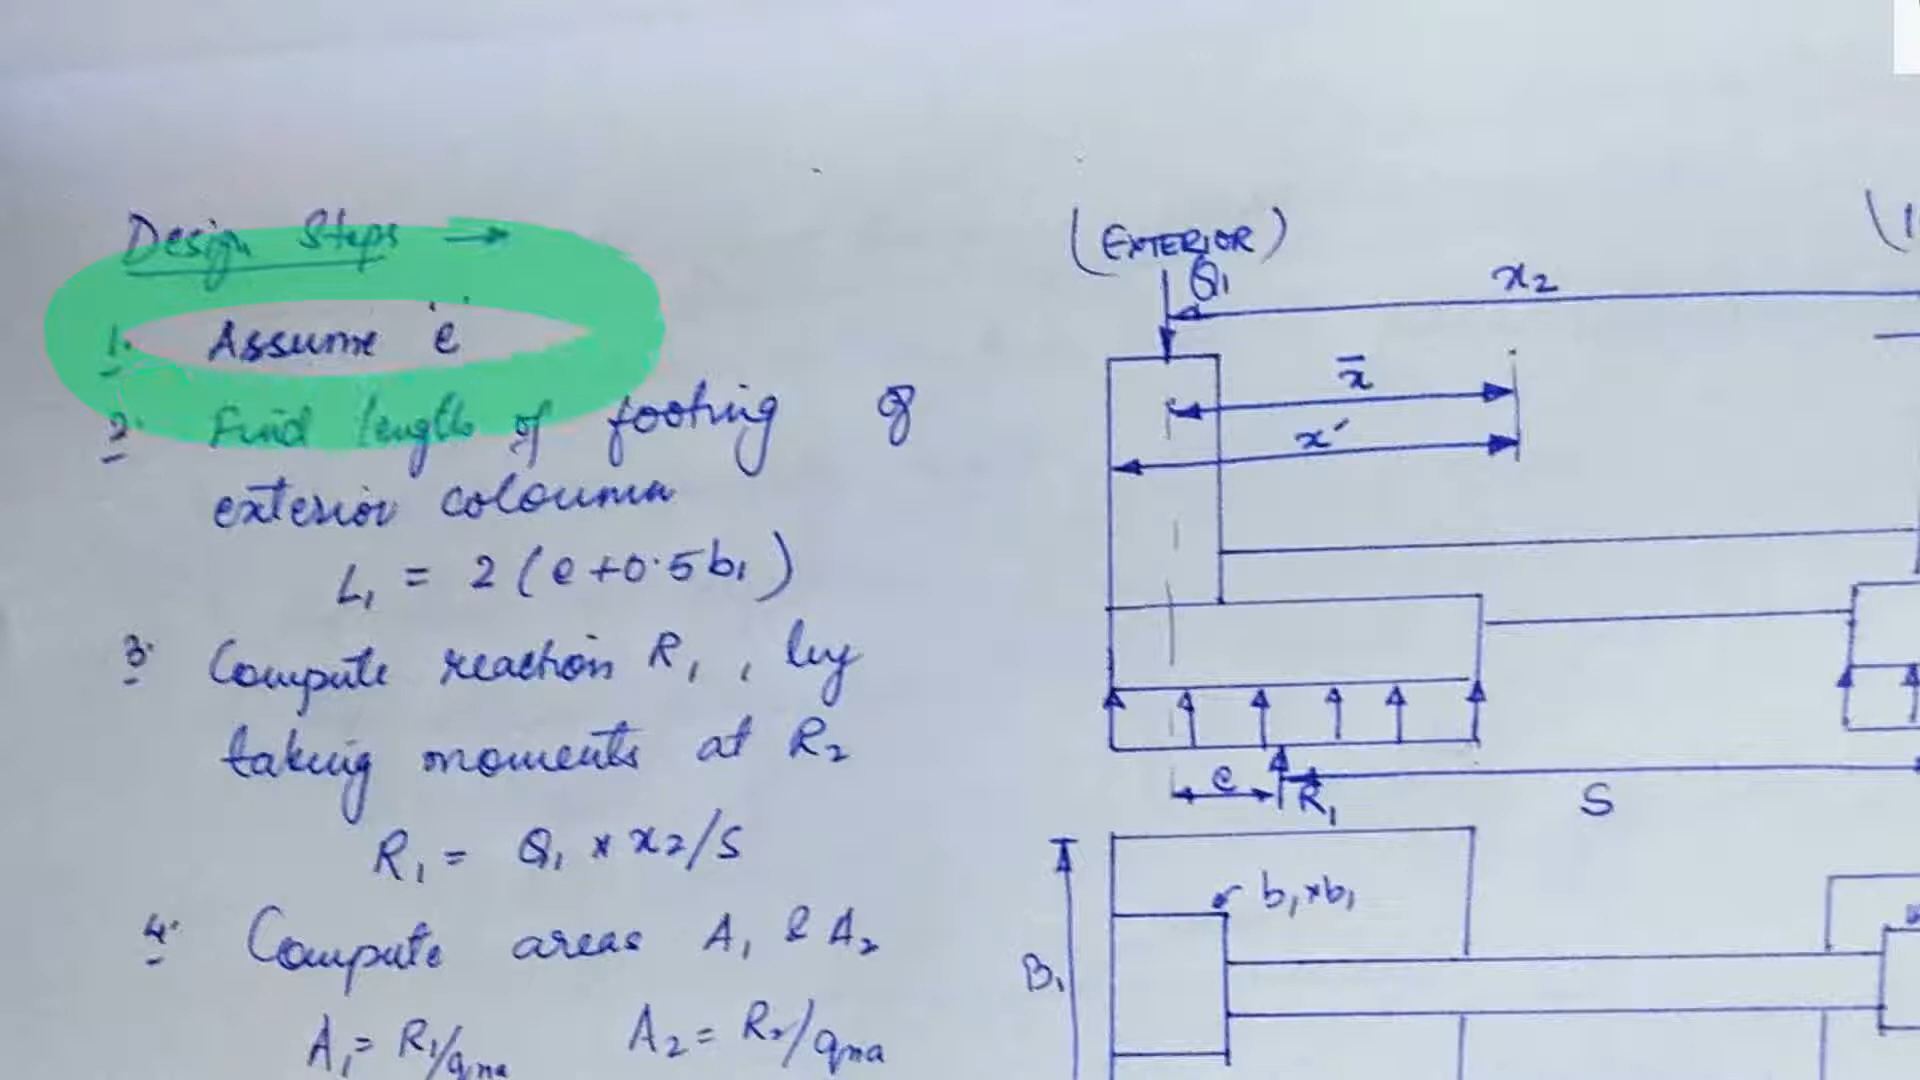 Design Steps →
1. Assume 'e'
2. Find length of footing of
exterior coloumn
L₁ = 2 (e+0.5b₁)
3. Compute reaction R₁, by
taking moments at R₂
R₁ = Q₁ × x₂/S
4. Compute areas A₁ & A₂
A₁ = R₁/qna A₂ = R₂/qna
(EXTERIOR)
Q₁
x₂
x̄
x′
e
R₁
S
b₁×b₁
B₁